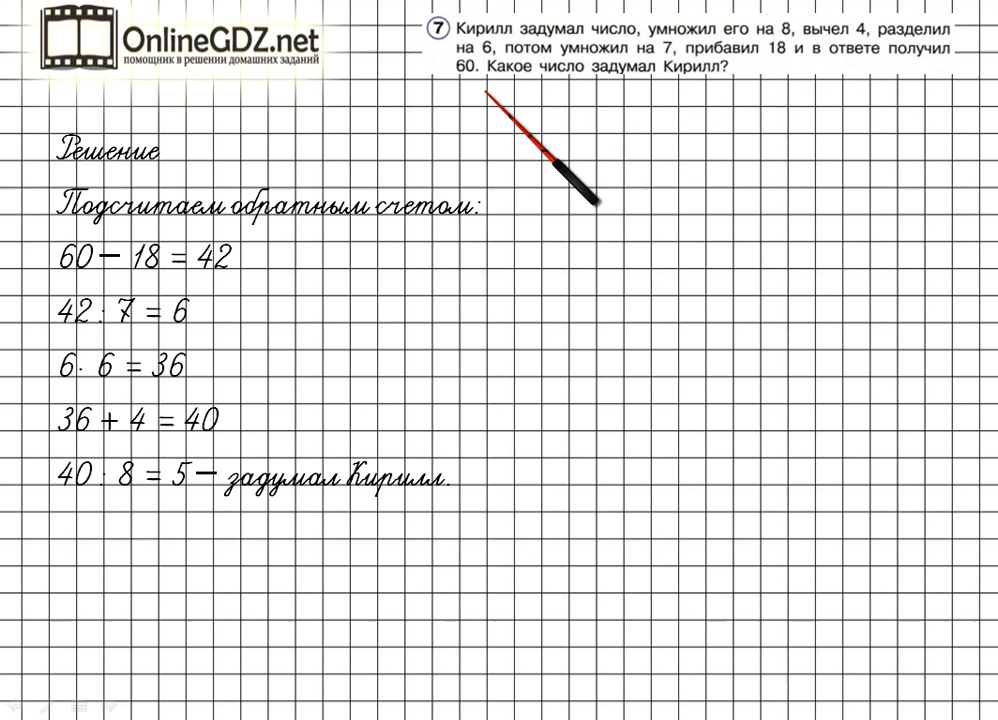 OnlineGDZ.net
помощник в решении домашних заданий
7 Кирилл задумал число, умножил его на 8, вычел 4, разделил
на 6, потом умножил на 7, прибавил 18 и в ответе получил
60. Какое число задумал Кирилл?
Решение
Подсчитаем обратным счетом:
60 – 18 = 42
42 : 7 = 6
6 · 6 = 36
36 + 4 = 40
40 : 8 = 5 – задумал Кирилл.